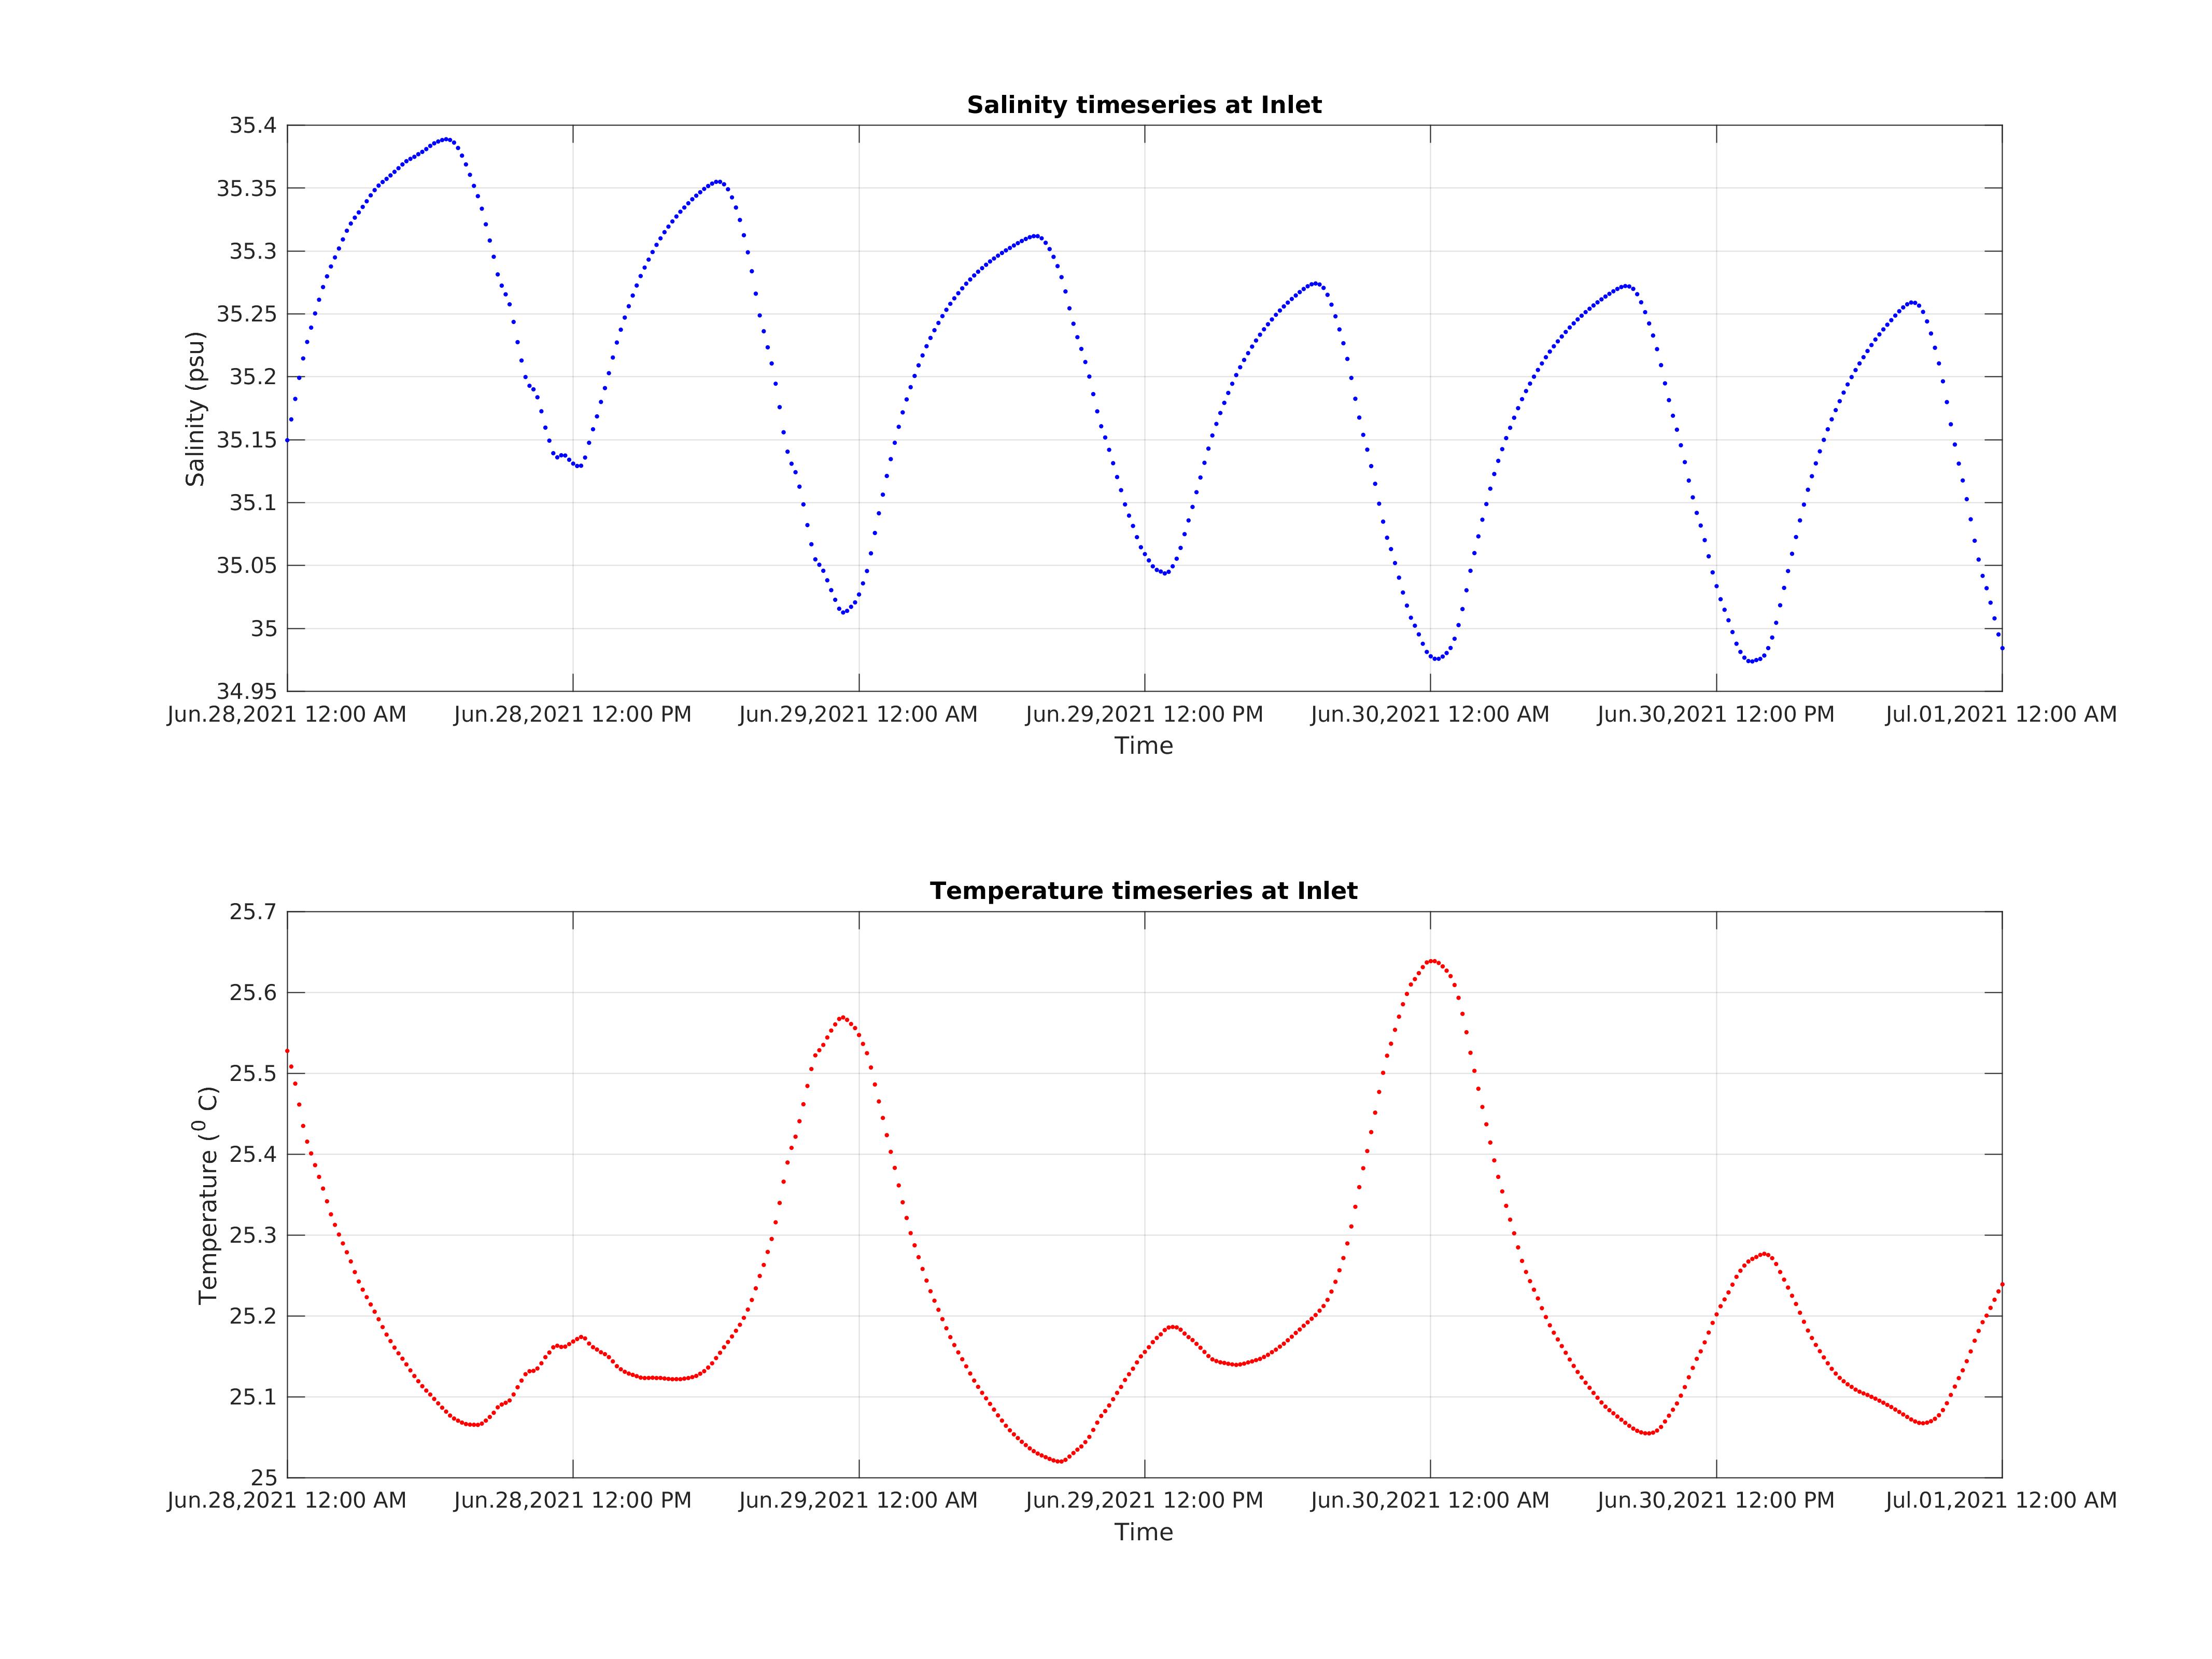 Salinity timeseries at Inlet
35.4
35.35
35.3
35.25
35.2
35.15
35.1
35.05
35
34.95
Salinity (psu)
Jun.28,2021 12:00 AM Jun.28,2021 12:00 PM Jun.29,2021 12:00 AM Jun.29,2021 12:00 PM Jun.30,2021 12:00 AM Jun.30,2021 12:00 PM Jul.01,2021 12:00 AM
Time
Temperature timeseries at Inlet
25.7
25.6
25.5
25.4
25.3
25.2
25.1
25
Temperature (⁰ C)
Jun.28,2021 12:00 AM Jun.28,2021 12:00 PM Jun.29,2021 12:00 AM Jun.29,2021 12:00 PM Jun.30,2021 12:00 AM Jun.30,2021 12:00 PM Jul.01,2021 12:00 AM
Time